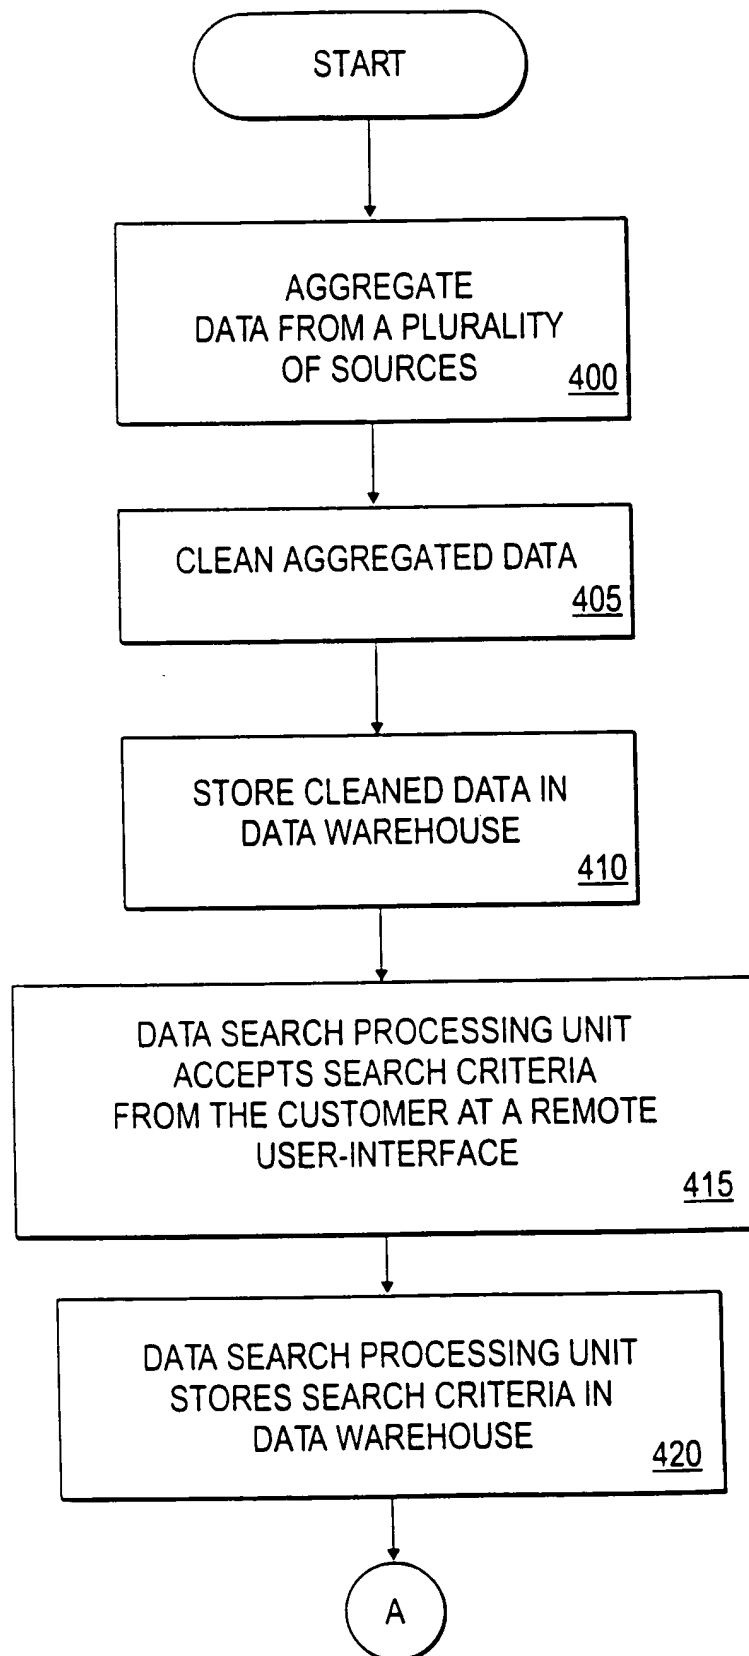 START
AGGREGATE
DATA FROM A PLURALITY
OF SOURCES
400
CLEAN AGGREGATED DATA
405
STORE CLEANED DATA IN
DATA WAREHOUSE
410
DATA SEARCH PROCESSING UNIT
ACCEPTS SEARCH CRITERIA
FROM THE CUSTOMER AT A REMOTE
USER-INTERFACE
415
DATA SEARCH PROCESSING UNIT
STORES SEARCH CRITERIA IN
DATA WAREHOUSE
420
A